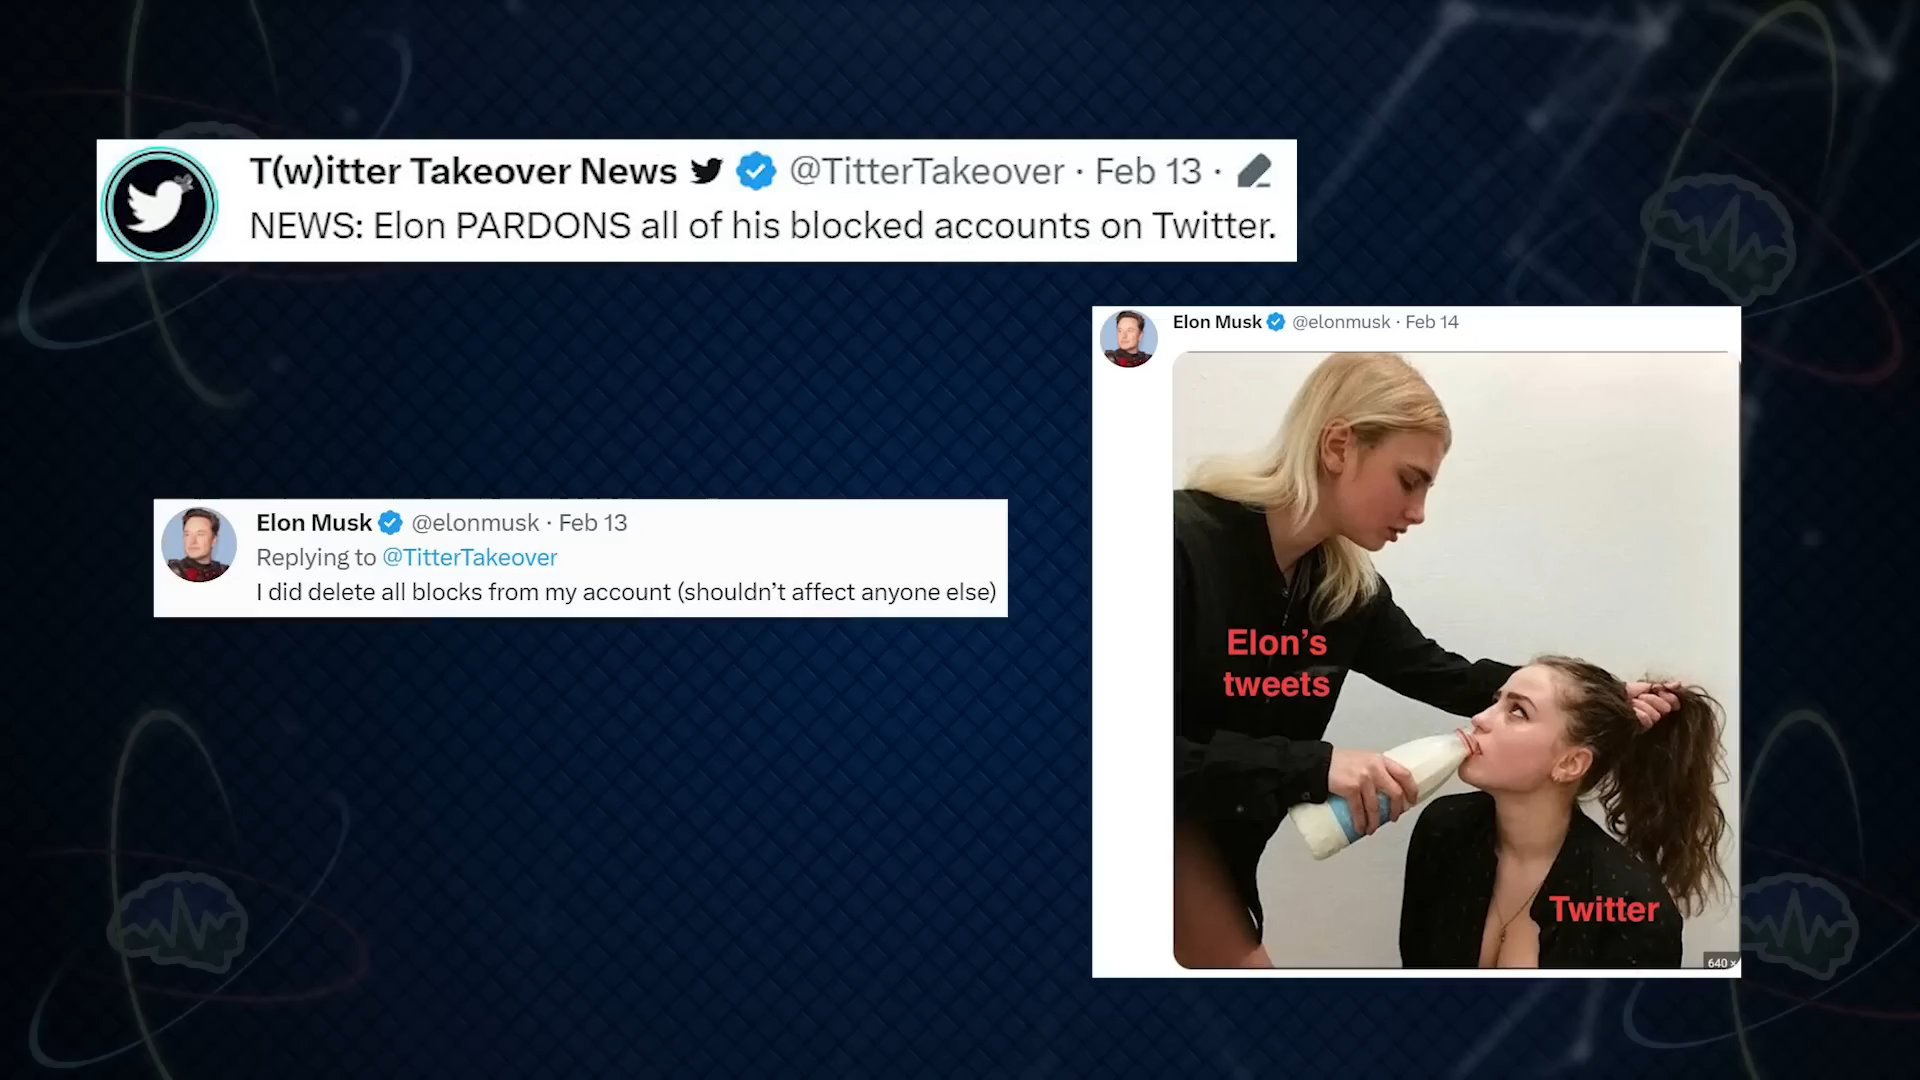 T(w)itter Takeover News @TitterTakeover · Feb 13 ·
NEWS: Elon PARDONS all of his blocked accounts on Twitter.
Elon Musk @elonmusk · Feb 13
Replying to @TitterTakeover
I did delete all blocks from my account (shouldn’t affect anyone else)
Elon Musk @elonmusk · Feb 14
Elon’s
tweets
Twitter
640 ×